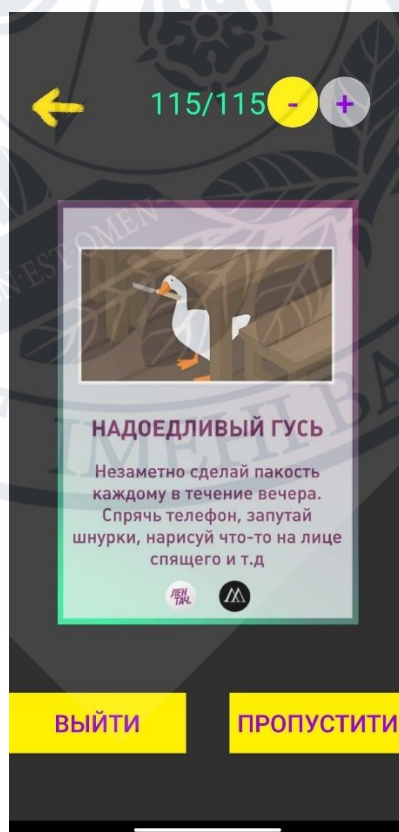 115/115
-
+
НАДОЕДЛИВЫЙ ГУСЬ
Незаметно сделай пакость
каждому в течение вечера.
Спрячь телефон, запутай
шнурки, нарисуй что-то на лице
спящего и т.д
ЛЕН
ТАЧ.
ВЫЙТИ
ПРОПУСТИТИ